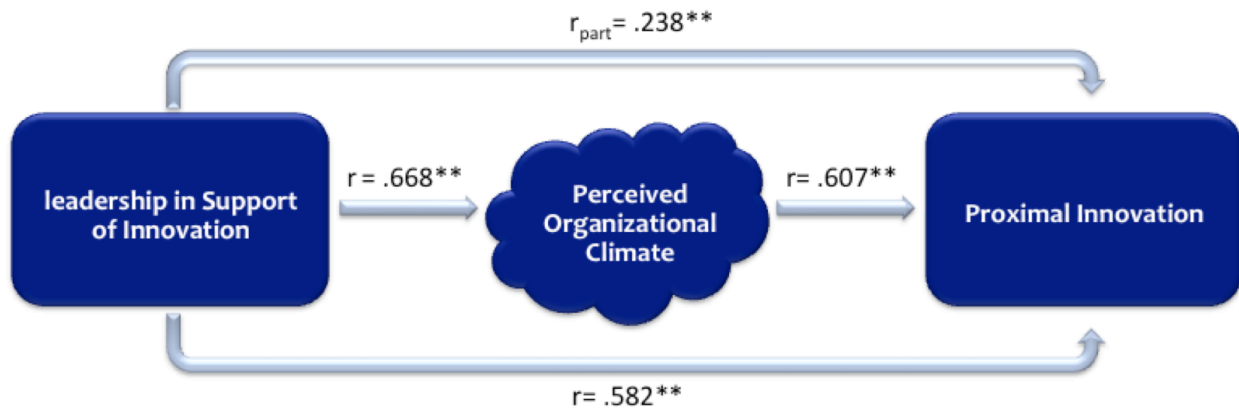 r_part= .238**
leadership in Support
of Innovation
r = .668**
Perceived
Organizational
Climate
r= .607**
Proximal Innovation
r= .582**